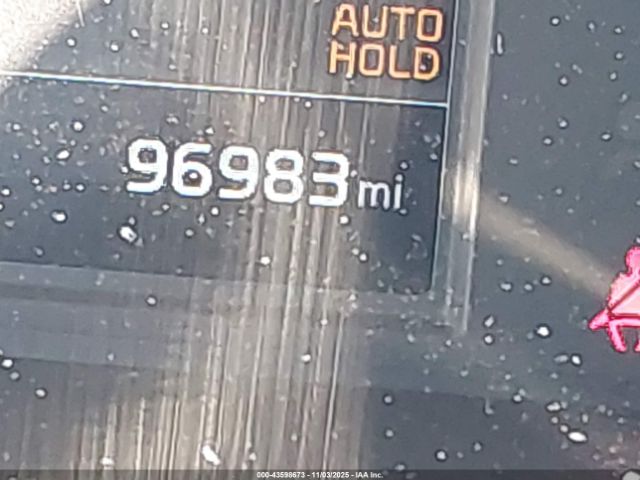 AUTO
HOLD
96983 mi
000-43598673 - 11/03/2025 - IAA Inc.